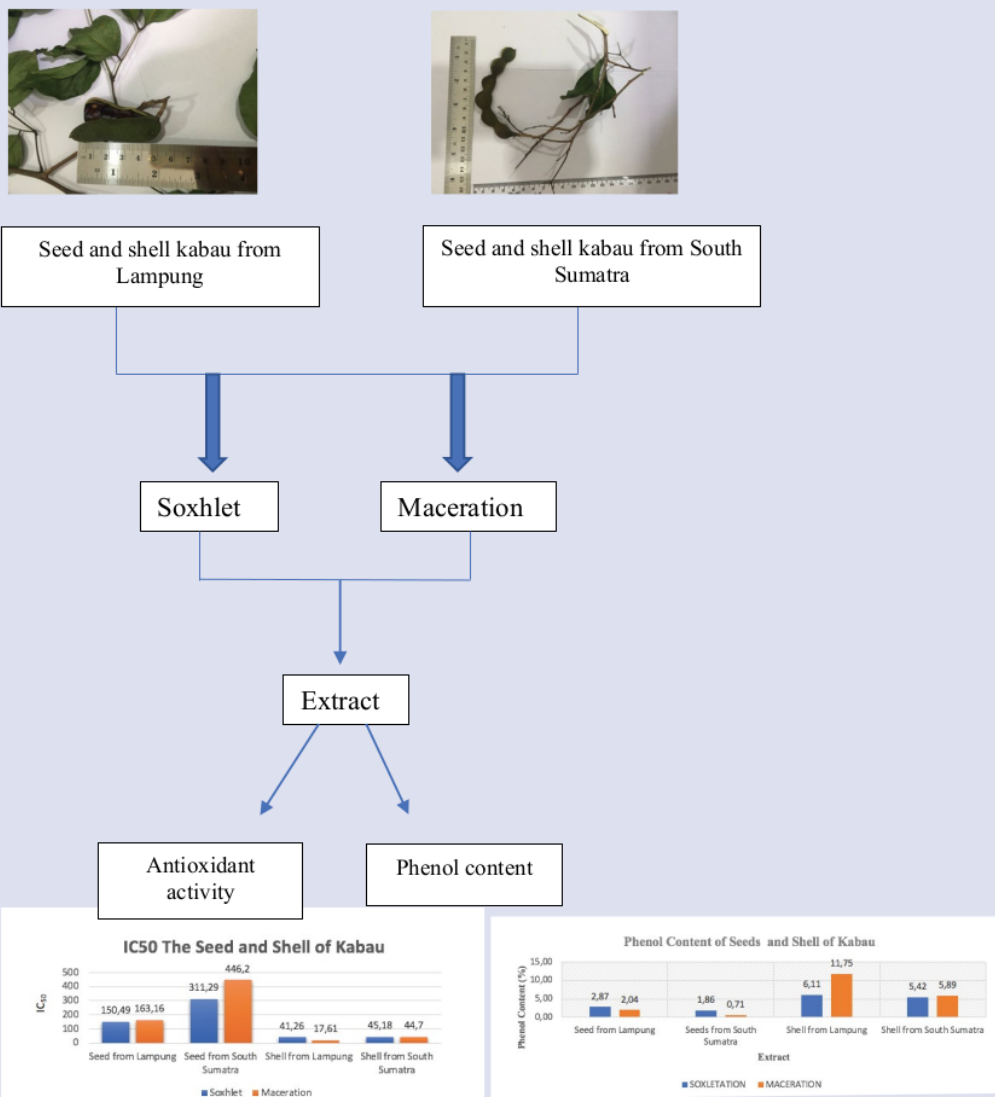 Seed and shell kabau from
Lampung
Seed and shell kabau from South
Sumatra
Soxhlet
Maceration
Extract
Antioxidant
activity
Phenol content
IC50 The Seed and Shell of Kabau
IC50
500
400
300
200
100
0
150,49
163,16
311,29
446,2
41,26
17,61
45,18
44,7
Seed from Lampung
Seed from South
Sumatra
Shell from Lampung
Shell from South
Sumatra
Soxhlet
Maceration
Phenol Content of Seeds and Shell of Kabau
Phenol Content (%)
15,00
10,00
5,00
0,00
2,87
2,04
1,86
0,71
6,11
11,75
5,42
5,89
Seed from Lampung
Seeds from South
Sumatra
Shell from Lampung
Shell from South Sumatra
Extract
SOXLETATION
MACERATION